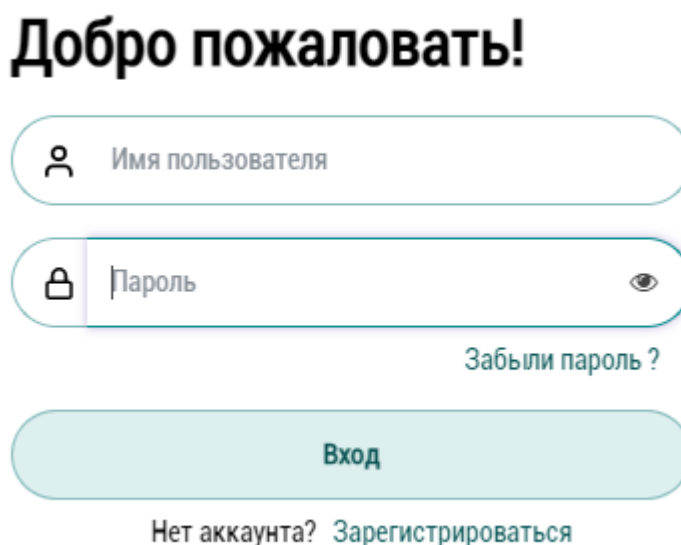 Добро пожаловать!
Имя пользователя
Пароль
Забыли пароль ?
Вход
Нет аккаунта? Зарегистрироваться